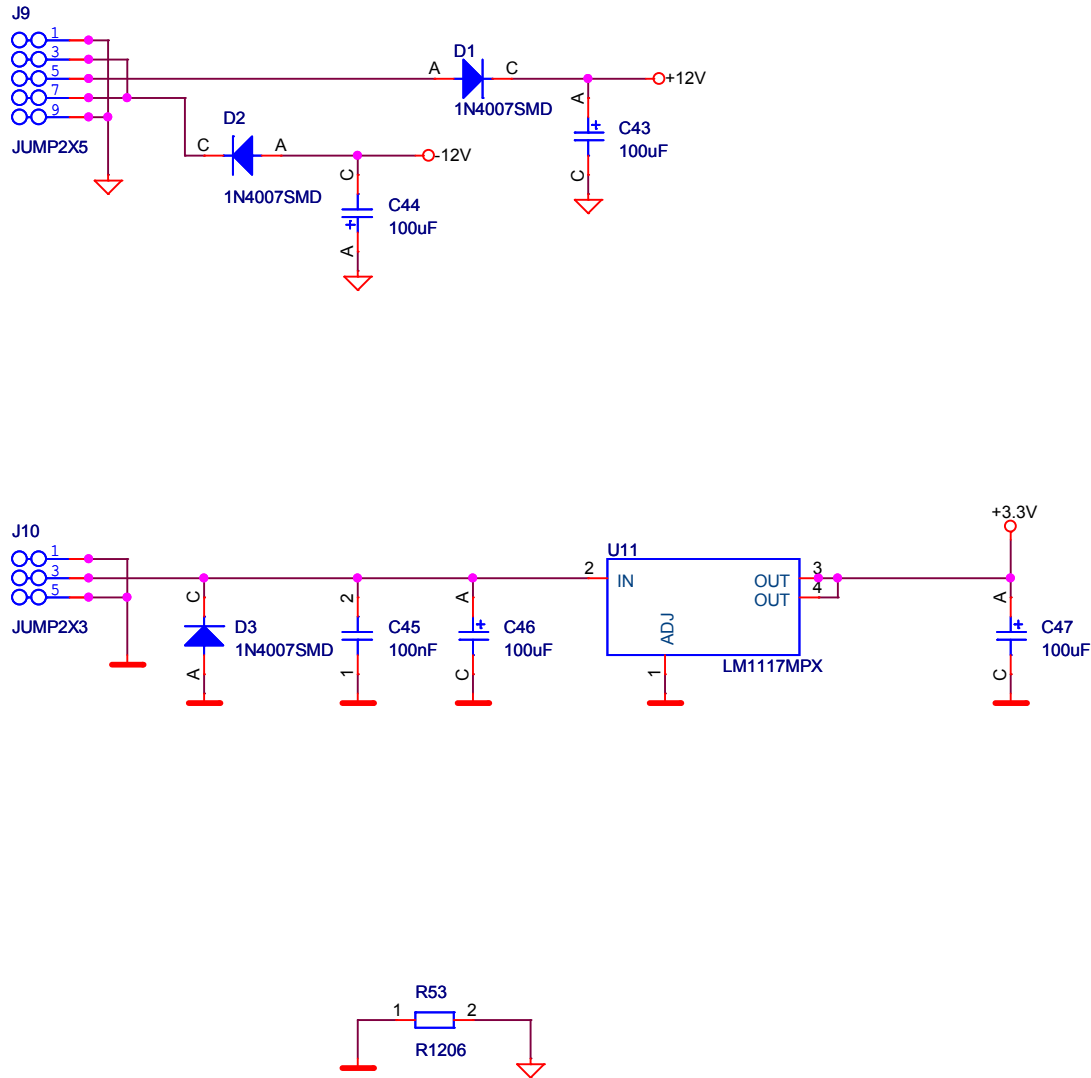 J9
1
3
5
7
9
JUMP2X5
D1
A
C
1N4007SMD
+12V
A
+
C43
100uF
C
D2
C
A
1N4007SMD
-12V
C
C44
100uF
+
A
J10
1
3
5
JUMP2X3
C
D3
1N4007SMD
A
2
C45
100nF
1
A
+
C46
100uF
C
U11
2
IN
OUT
3
OUT
4
ADJ
1
LM1117MPX
+3.3V
A
+
C47
100uF
C
R53
1
2
R1206